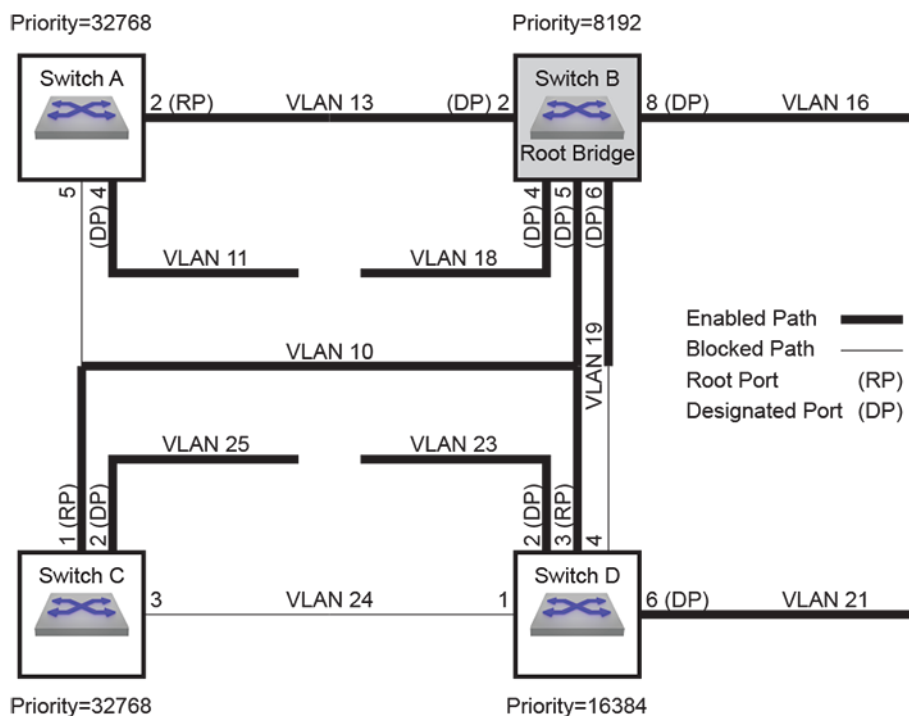 Priority=32768
Priority=8192
Switch A
Switch B
2 (RP)
VLAN 13
(DP) 2
8 (DP)
VLAN 16
Root Bridge
5
(DP) 4
(DP) 4
(DP) 5
(DP) 6
VLAN 11
VLAN 18
Enabled Path
VLAN 19
Blocked Path
VLAN 10
Root Port (RP)
Designated Port (DP)
VLAN 25
VLAN 23
1 (RP)
2 (DP)
2 (DP)
3 (RP)
4
Switch C
Switch D
3
VLAN 24
1
6 (DP)
VLAN 21
Priority=32768
Priority=16384